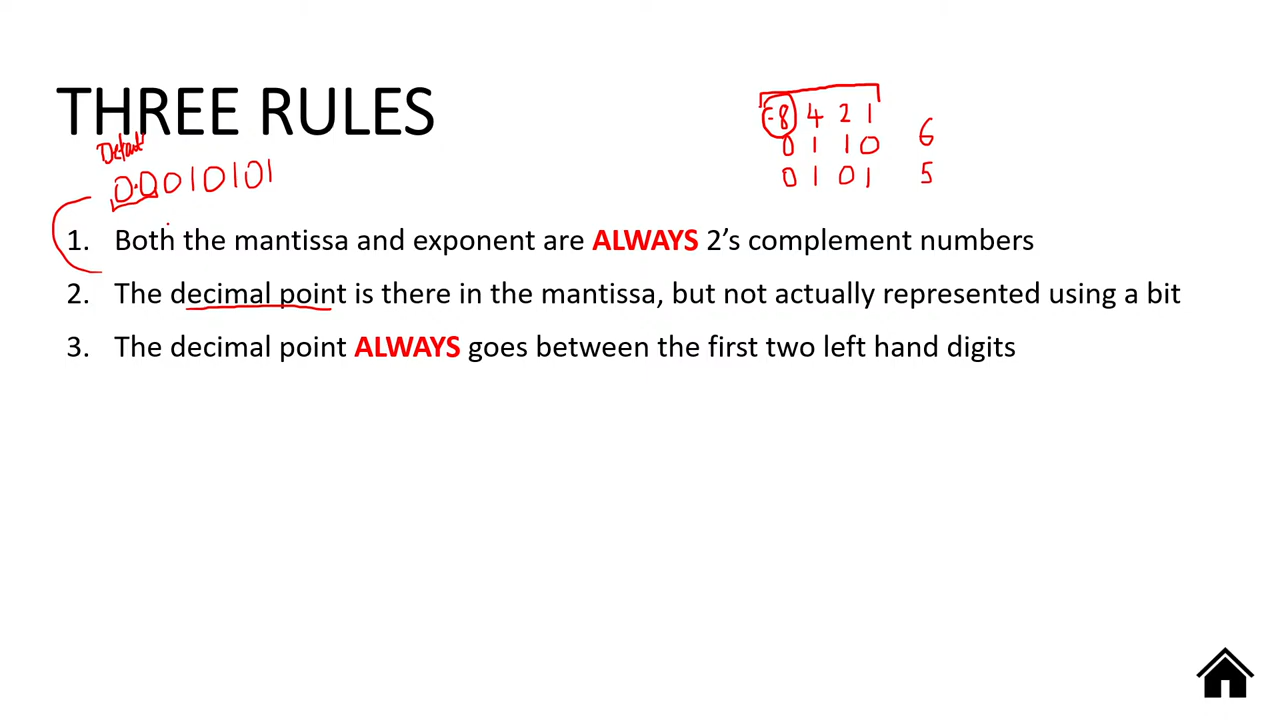 THREE RULES
-8 4 2 1
0 1 1 0 6
0 1 0 1 5
Default
0.0010101
1. Both the mantissa and exponent are ALWAYS 2’s complement numbers
2. The decimal point is there in the mantissa, but not actually represented using a bit
3. The decimal point ALWAYS goes between the first two left hand digits